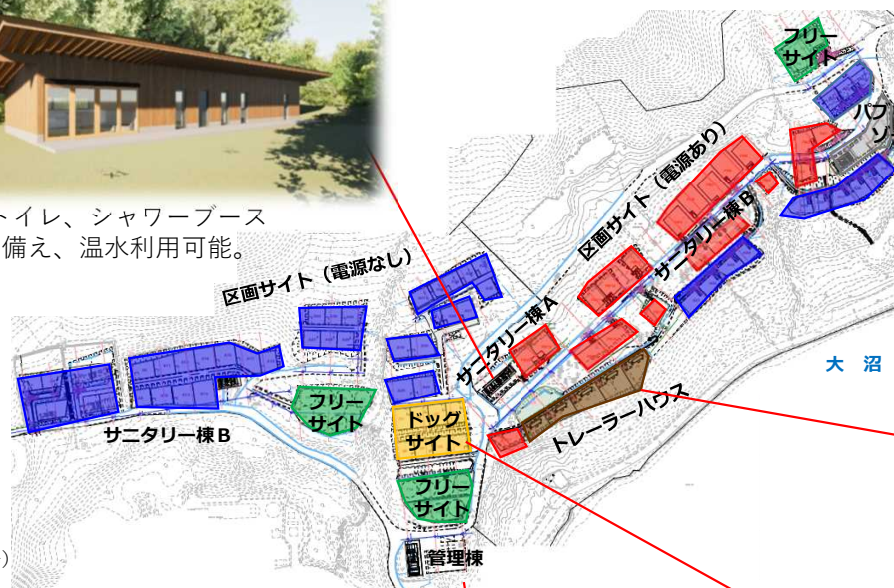 トイレ、シャワーブース
備え、温水利用可能。
フリー
サイト
パブ
ソ
区画サイト（電源あり）
サニタリー棟B
区画サイト（電源なし）
サニタリー棟A
大 沼
フリー
サイト
ドッグ
サイト
トレーラーハウス
サニタリー棟B
フリー
サイト
）
管理棟